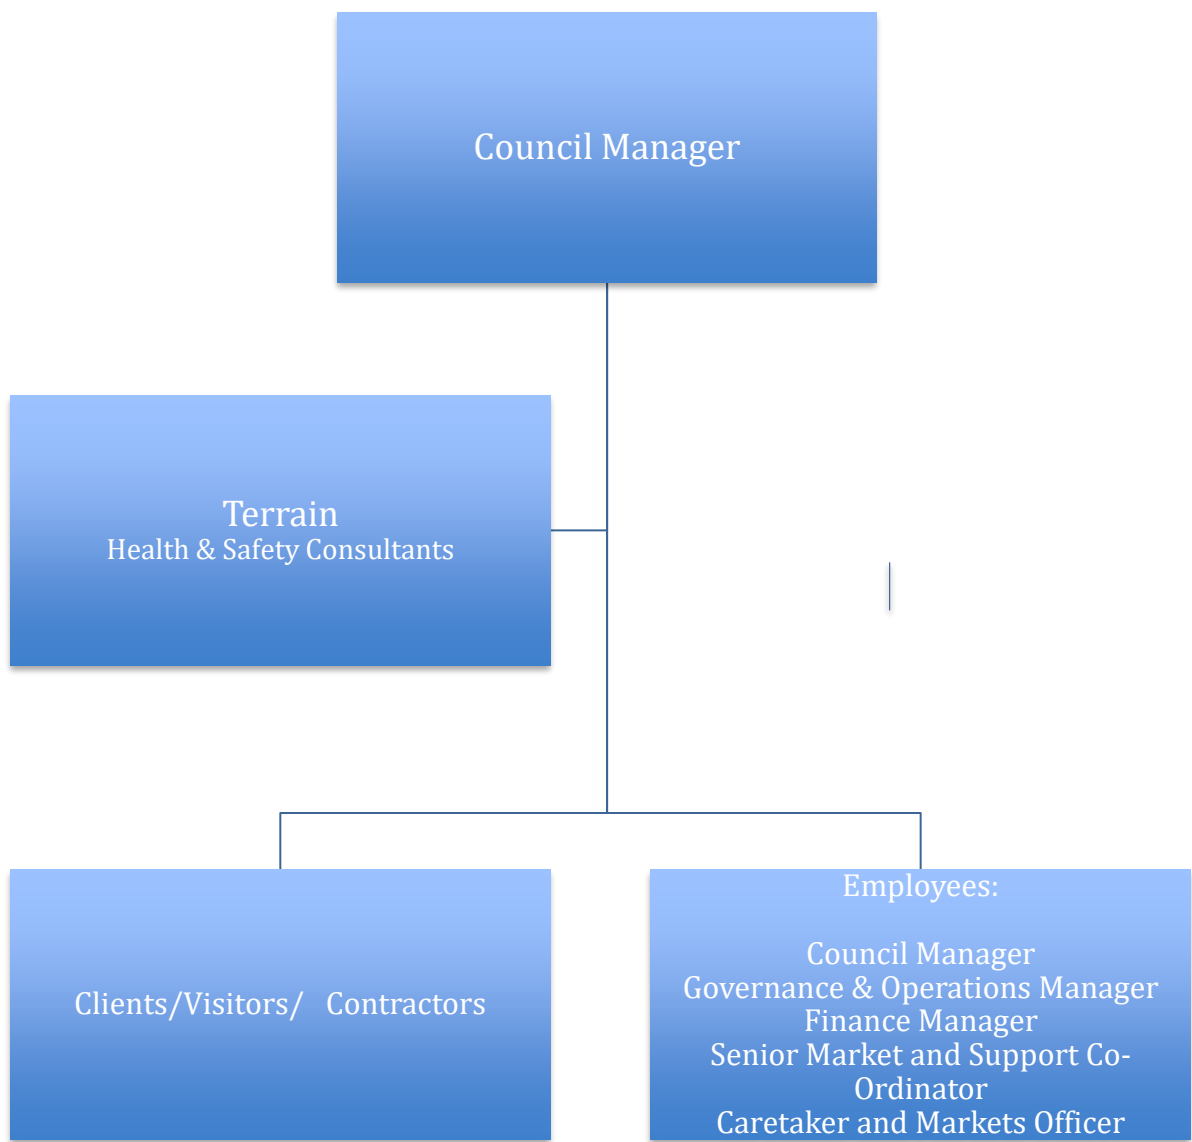 Council Manager
Terrain
Health & Safety Consultants
Clients/Visitors/   Contractors
Employees:
Council Manager
Governance & Operations Manager
Finance Manager
Senior Market and Support Co-
Ordinator
Caretaker and Markets Officer